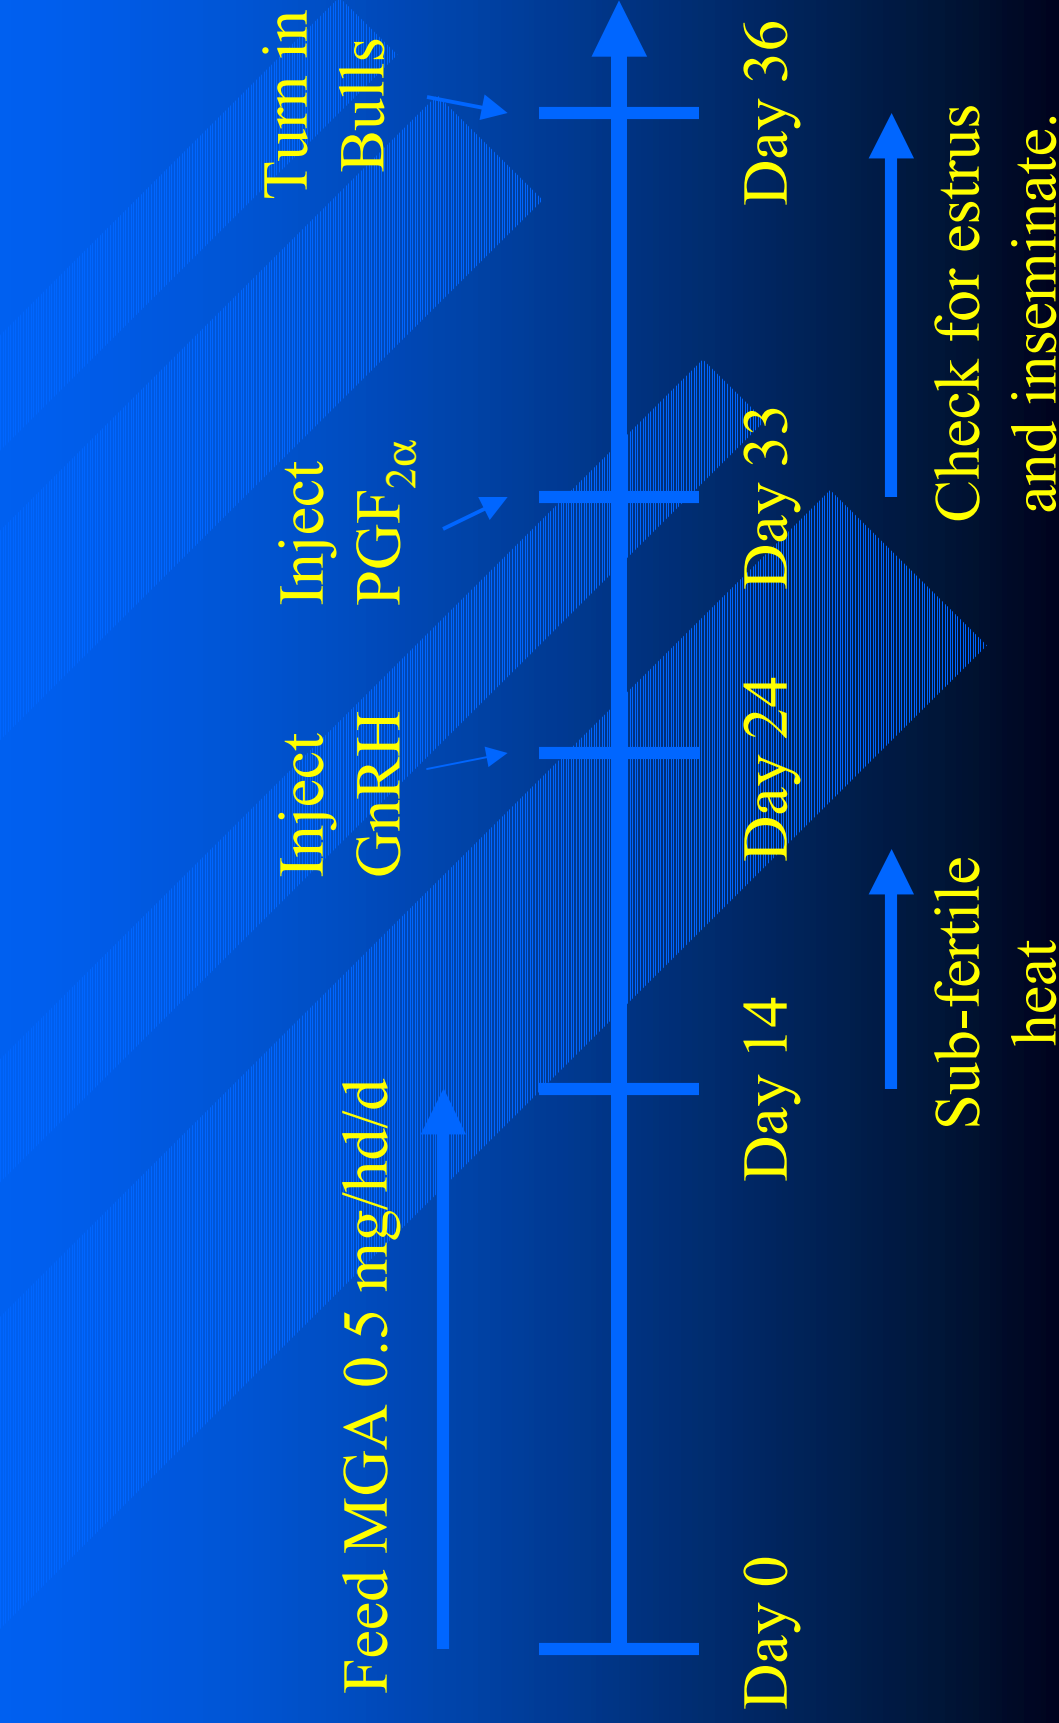 Feed MGA 0.5 mg/hd/d
Inject
GnRH
Inject
PGF2α
Turn in
Bulls
Day 0
Day 14
Day 24
Day 33
Day 36
Sub-fertile
heat
Check for estrus
and inseminate.